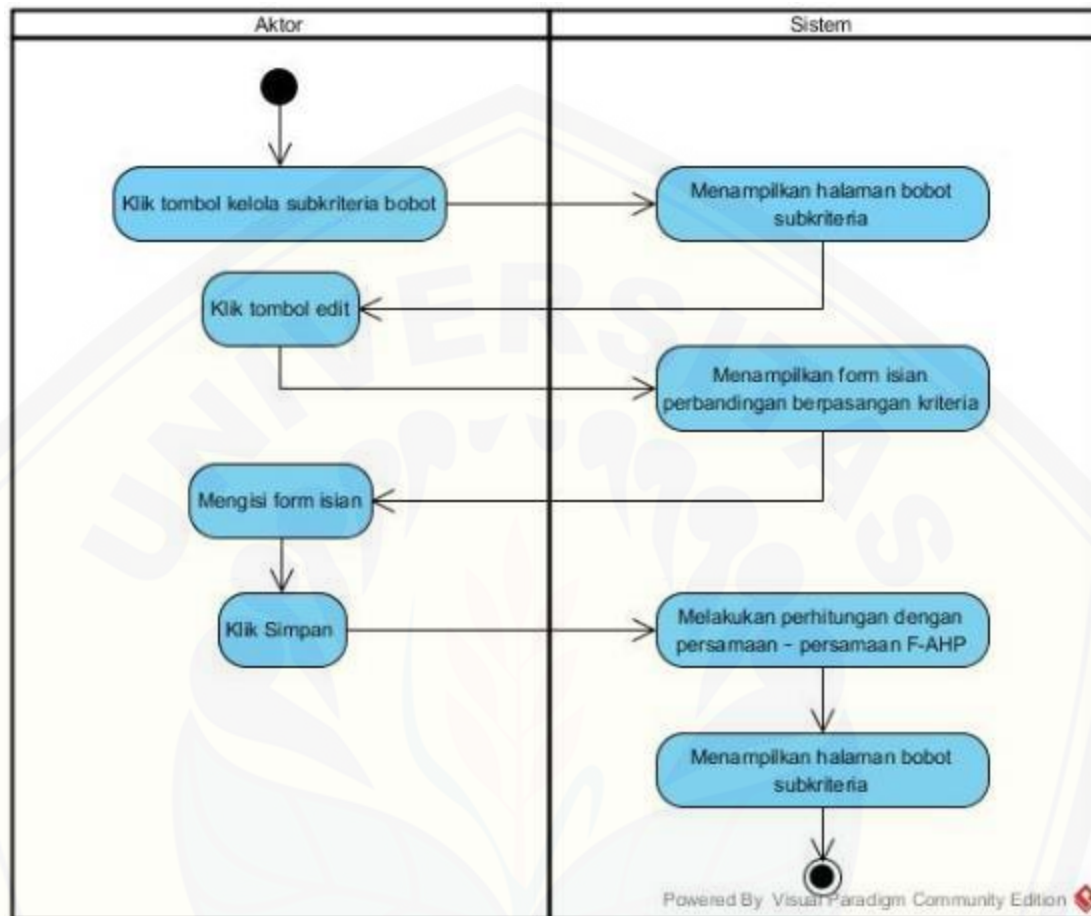 Aktor
Sistem
Klik tombol kelola subkriteria bobot
Menampilkan halaman bobot
subkriteria
Klik tombol edit
Menampilkan form isian
perbandingan berpasangan kriteria
Mengisi form isian
Klik Simpan
Melakukan perhitungan dengan
persamaan - persamaan F-AHP
Menampilkan halaman bobot
subkriteria
Powered By Visual Paradigm Community Edition
UNIVERSITAS